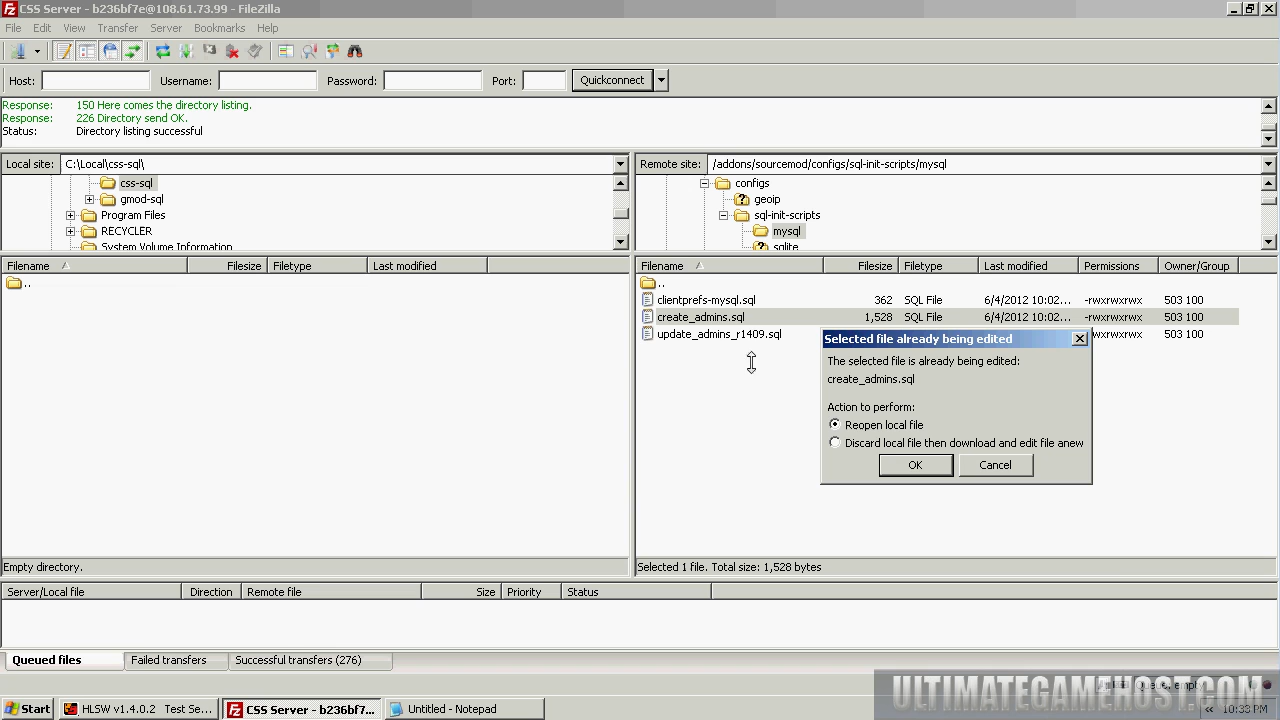 CSS Server - b236bf7e@108.61.73.99 - FileZilla
File Edit View Transfer Server Bookmarks Help
Host: Username: Password: Port: Quickconnect
Response: 150 Here comes the directory listing.
Response: 226 Directory send OK.
Status: Directory listing successful
Local site: C:\Local\css-sql\
css-sql
gmod-sql
Program Files
RECYCLER
System Volume Information
Filename Filesize Filetype Last modified
..
Empty directory.
Remote site: /addons/sourcemod/configs/sql-init-scripts/mysql
configs
geoip
sql-init-scripts
mysql
sqlite
Filename Filesize Filetype Last modified Permissions Owner/Group
..
clientprefs-mysql.sql 362 SQL File 6/4/2012 10:02... -rwxrwxrwx 503 100
create_admins.sql 1,528 SQL File 6/4/2012 10:02... -rwxrwxrwx 503 100
update_admins_r1409.sql rwxrwxrwx 503 100
Selected file already being edited
The selected file is already being edited:
create_admins.sql
Action to perform:
Reopen local file
Discard local file then download and edit file anew
OK Cancel
Selected 1 file. Total size: 1,528 bytes
Server/Local file Direction Remote file Size Priority Status
Queued files Failed transfers Successful transfers (276)
Queue: empty
ULTIMATEGAMEHOST.COM
Start HLSW v1.4.0.2 Test Se... CSS Server - b236bf7... Untitled - Notepad 10:33 PM